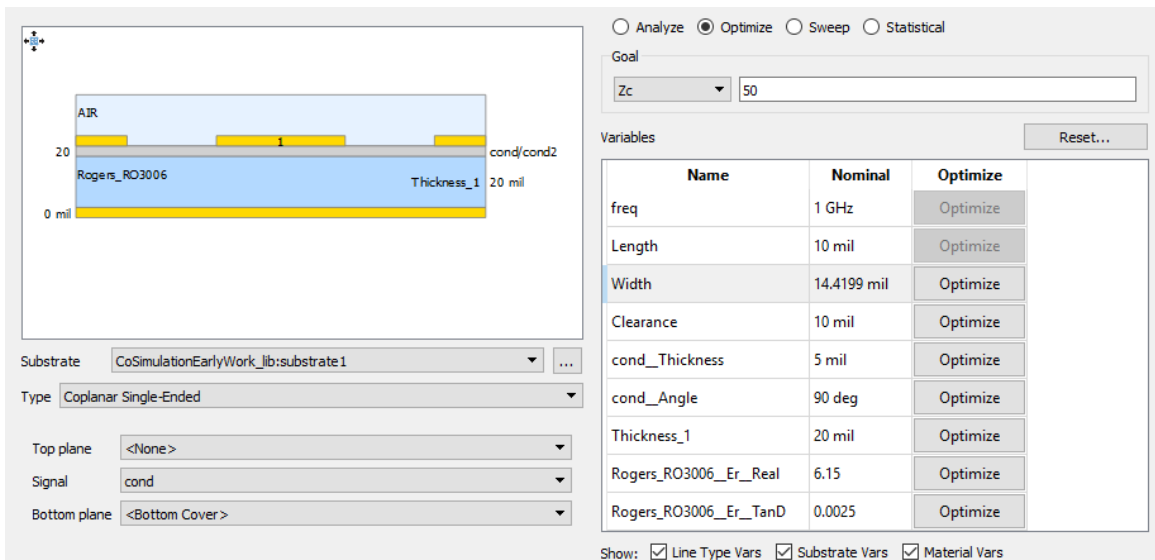 Analyze Optimize Sweep Statistical
Goal
Zc 50
AIR
1
20
cond/cond2
Rogers_RO3006
Thickness_1 20 mil
0 mil
Substrate CoSimulationEarlyWork_lib:substrate1 ...
Type Coplanar Single-Ended
Top plane <None>
Signal cond
Bottom plane <Bottom Cover>
Variables Reset...
Name Nominal Optimize
freq 1 GHz Optimize
Length 10 mil Optimize
Width 14.4199 mil Optimize
Clearance 10 mil Optimize
cond__Thickness 5 mil Optimize
cond__Angle 90 deg Optimize
Thickness_1 20 mil Optimize
Rogers_RO3006__Er__Real 6.15 Optimize
Rogers_RO3006__Er__TanD 0.0025 Optimize
Show: Line Type Vars Substrate Vars Material Vars